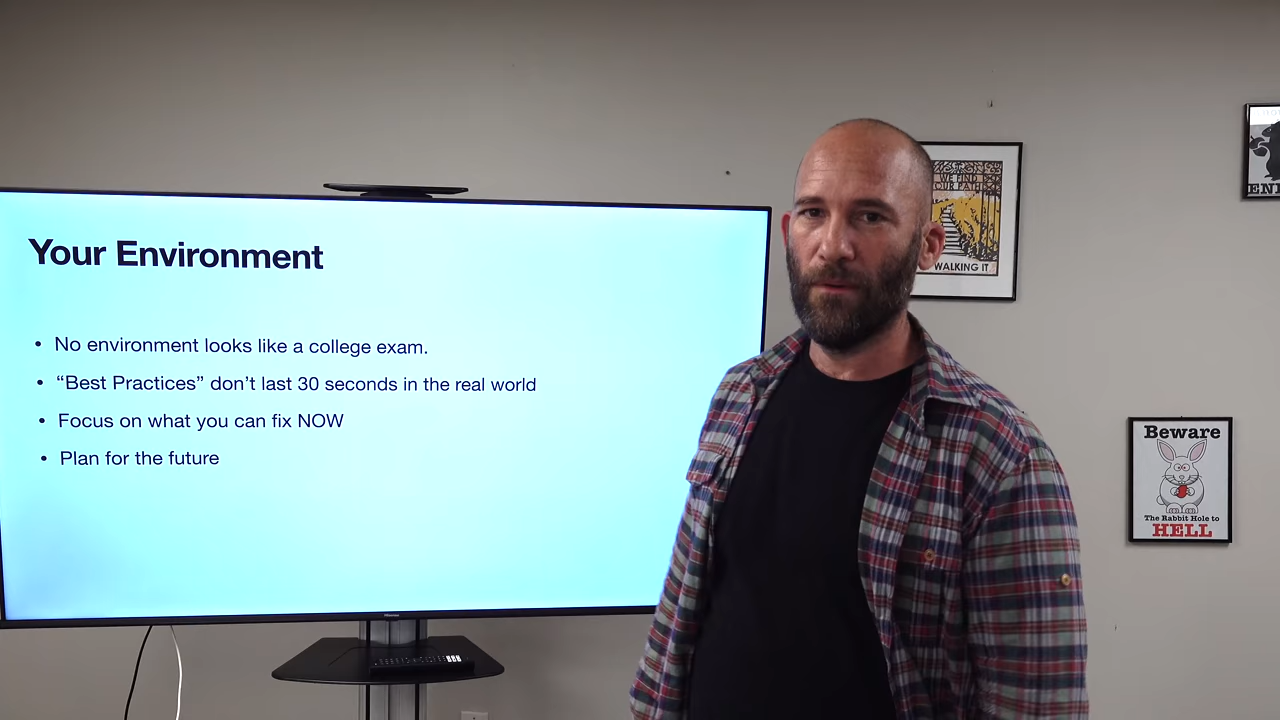 Your Environment
• No environment looks like a college exam.
• “Best Practices” don’t last 30 seconds in the real world
• Focus on what you can fix NOW
• Plan for the future
WE FIND
OUR PATH
WALKING IT
Beware
The Rabbit Hole to
HELL